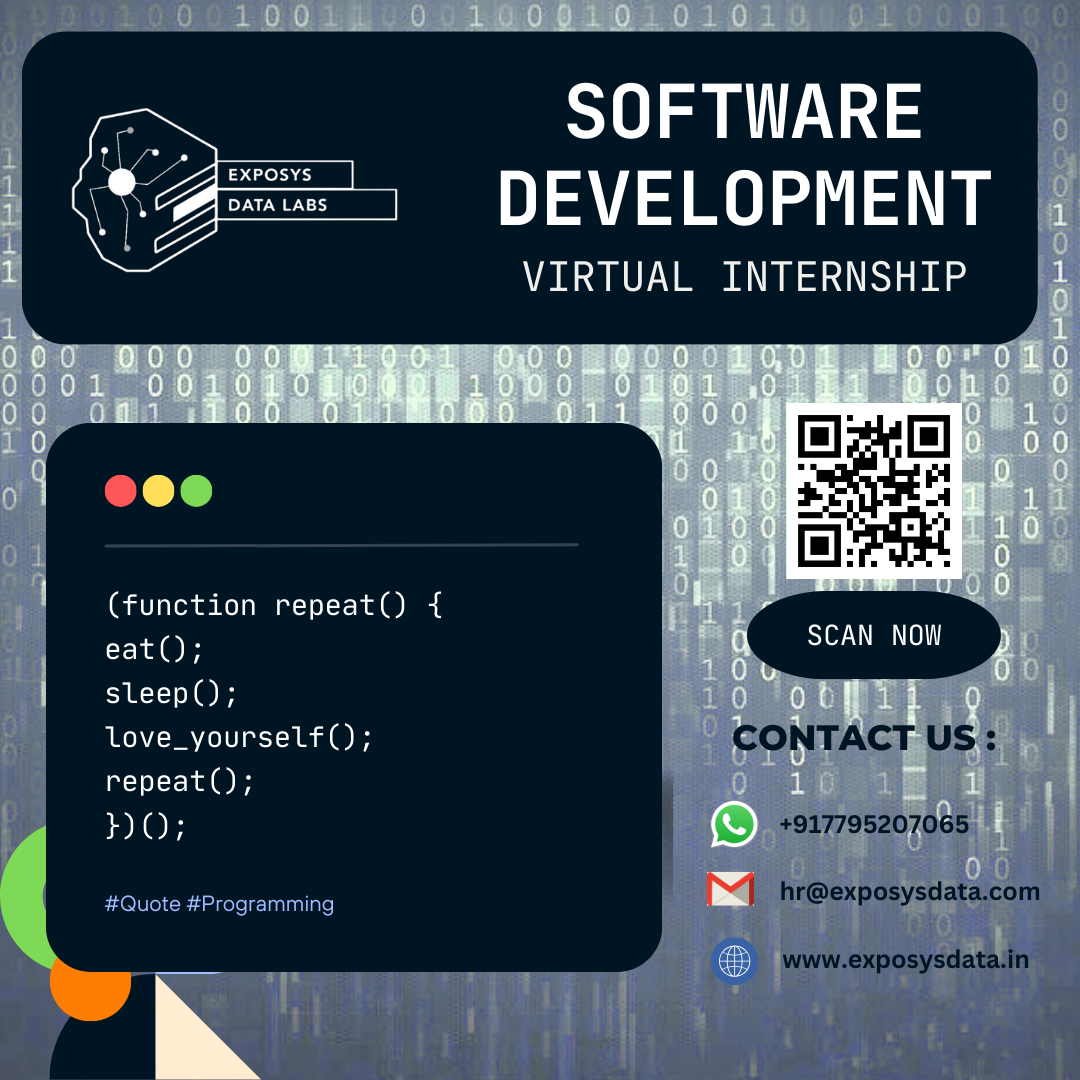 EXPOSYS
DATA LABS
SOFTWARE
DEVELOPMENT
VIRTUAL INTERNSHIP
(function repeat() {
eat();
sleep();
love_yourself();
repeat();
})();
#Quote #Programming
SCAN NOW
CONTACT US :
+917795207065
hr@exposysdata.com
www.exposysdata.in